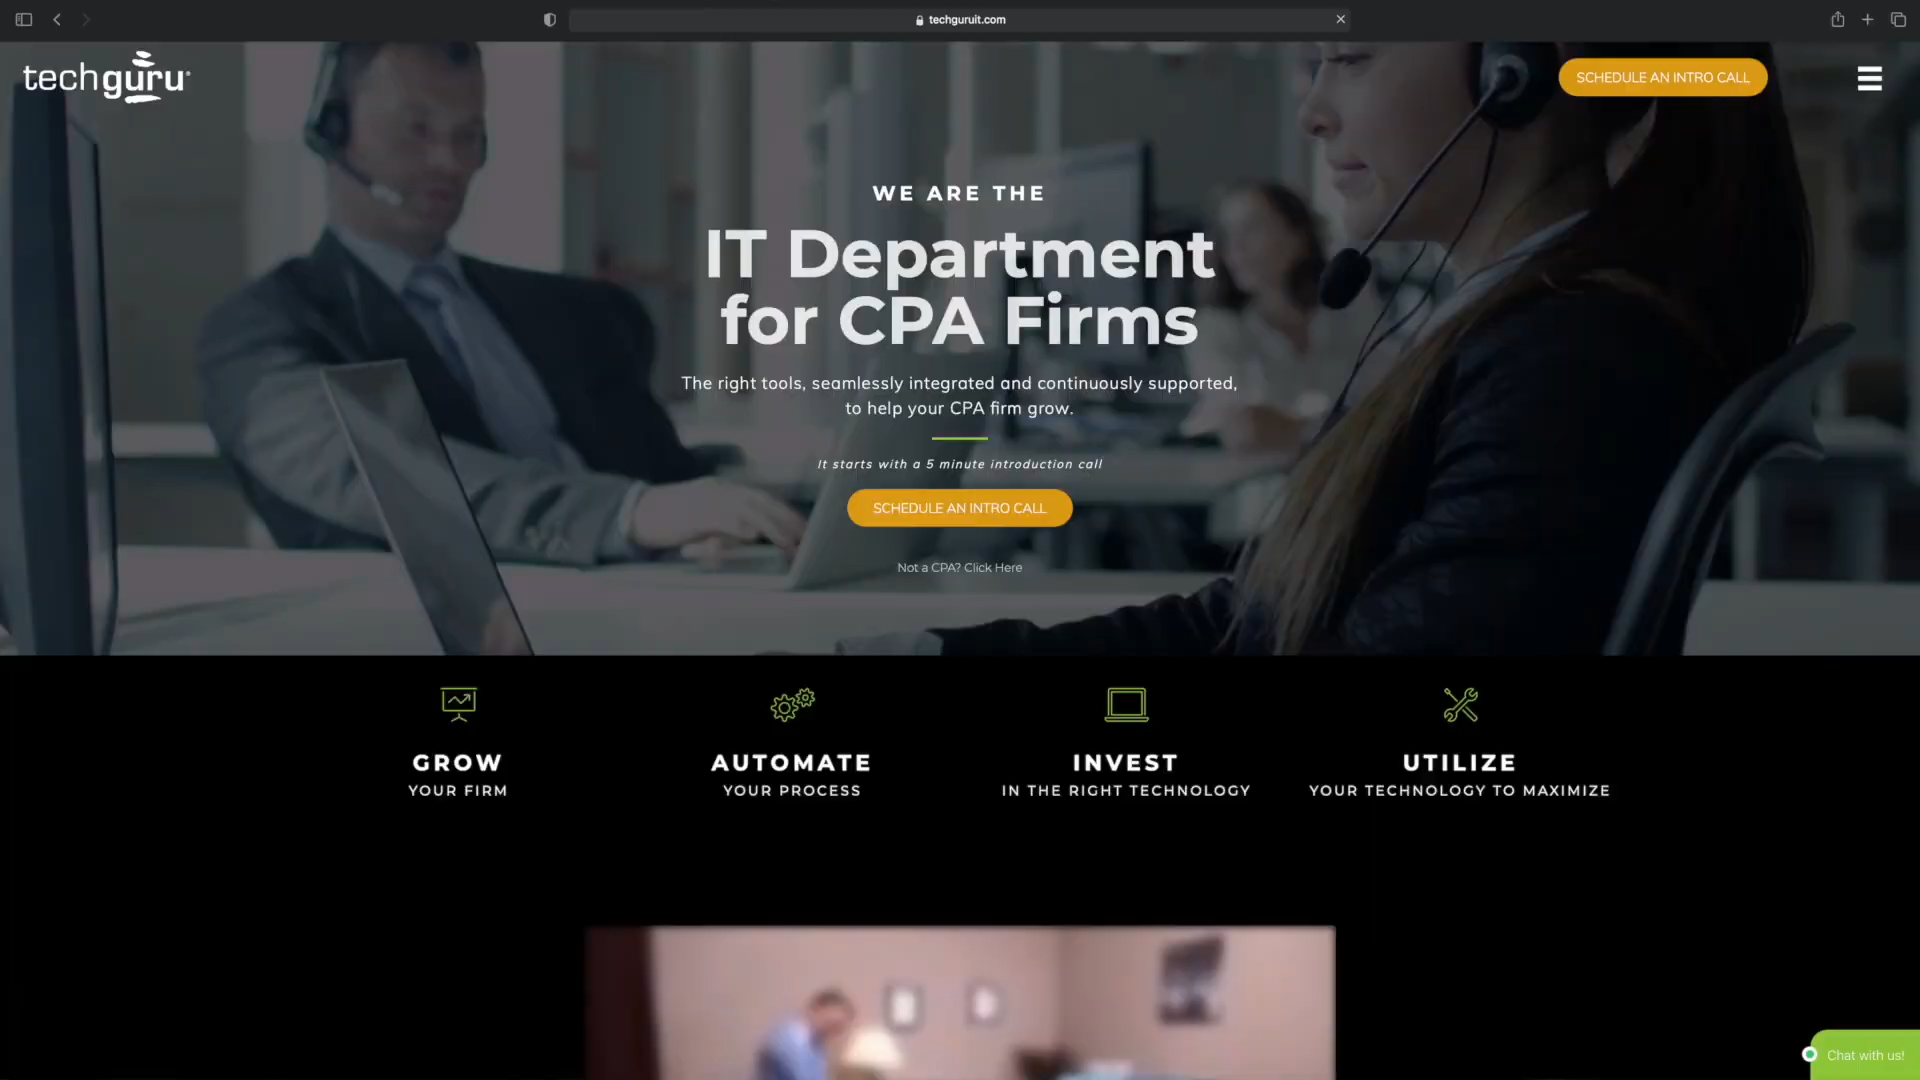 techguruit.com
techguru
SCHEDULE AN INTRO CALL
WE ARE THE
IT Department
for CPA Firms
The right tools, seamlessly integrated and continuously supported,
to help your CPA firm grow.
It starts with a 5 minute introduction call
SCHEDULE AN INTRO CALL
Not a CPA? Click Here
GROW
YOUR FIRM
AUTOMATE
YOUR PROCESS
INVEST
IN THE RIGHT TECHNOLOGY
UTILIZE
YOUR TECHNOLOGY TO MAXIMIZE
Chat with us!